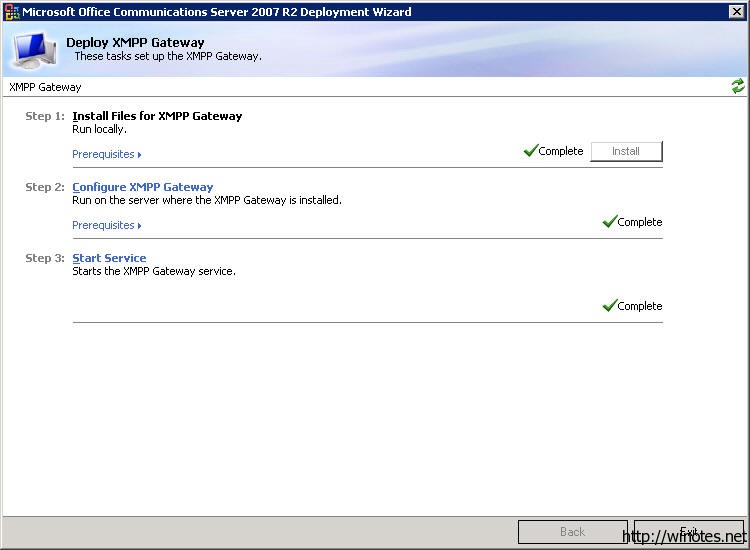 Microsoft Office Communications Server 2007 R2 Deployment Wizard
Deploy XMPP Gateway
These tasks set up the XMPP Gateway.
XMPP Gateway
Step 1: Install Files for XMPP Gateway
Run locally.
Prerequisites
Complete Install
Step 2: Configure XMPP Gateway
Run on the server where the XMPP Gateway is installed.
Prerequisites
Complete
Step 3: Start Service
Starts the XMPP Gateway service.
Complete
Back Exit
http://winotes.net